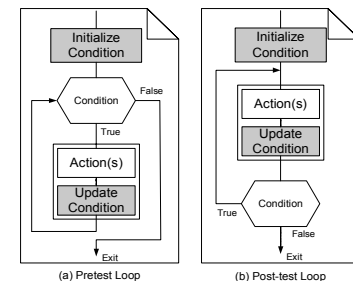 Initialize
Condition
Condition
False
True
Action(s)
Update
Condition
Exit
(a) Pretest Loop
Initialize
Condition
Action(s)
Update
Condition
Condition
True
False
Exit
(b) Post-test Loop